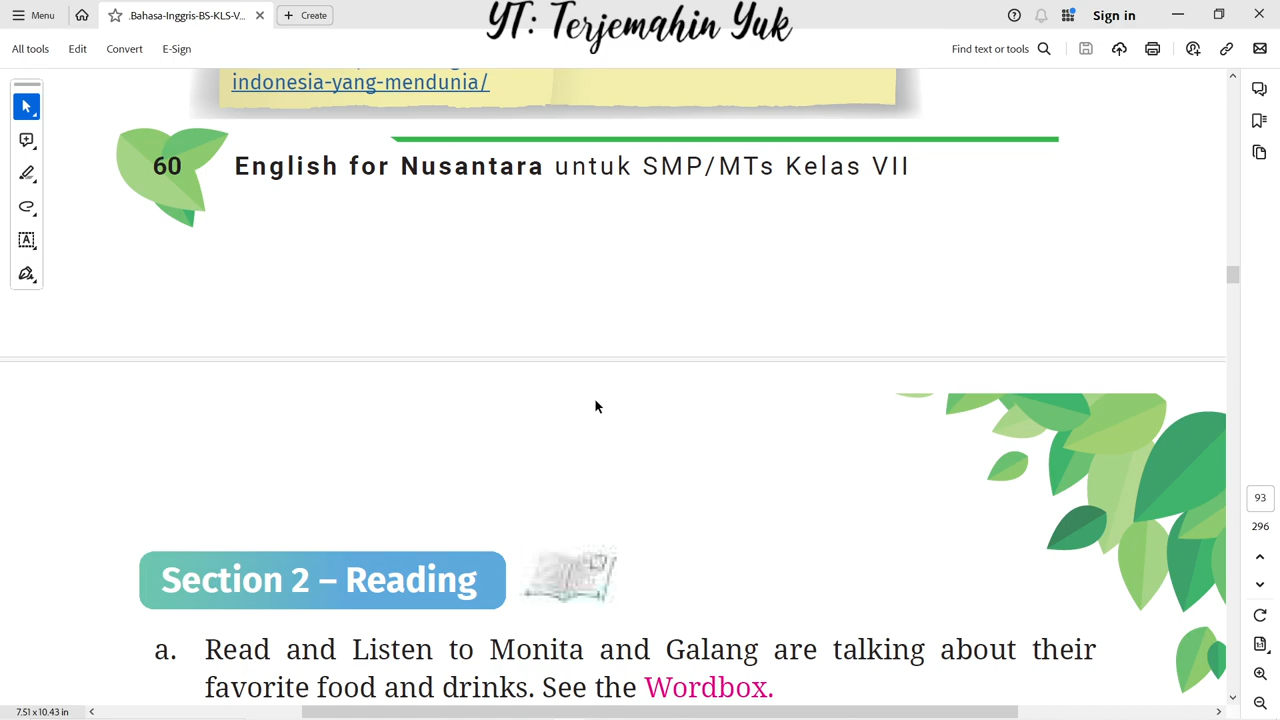 Menu
.Bahasa-Inggris-BS-KLS-V...
Create
YT: Terjemahin Yuk
Sign in
All tools
Edit
Convert
E-Sign
Find text or tools
indonesia-yang-mendunia/
60
English for Nusantara untuk SMP/MTs Kelas VII
93
296
Section 2 – Reading
a. Read and Listen to Monita and Galang are talking about their
favorite food and drinks. See the Wordbox.
7.51 x 10.43 in